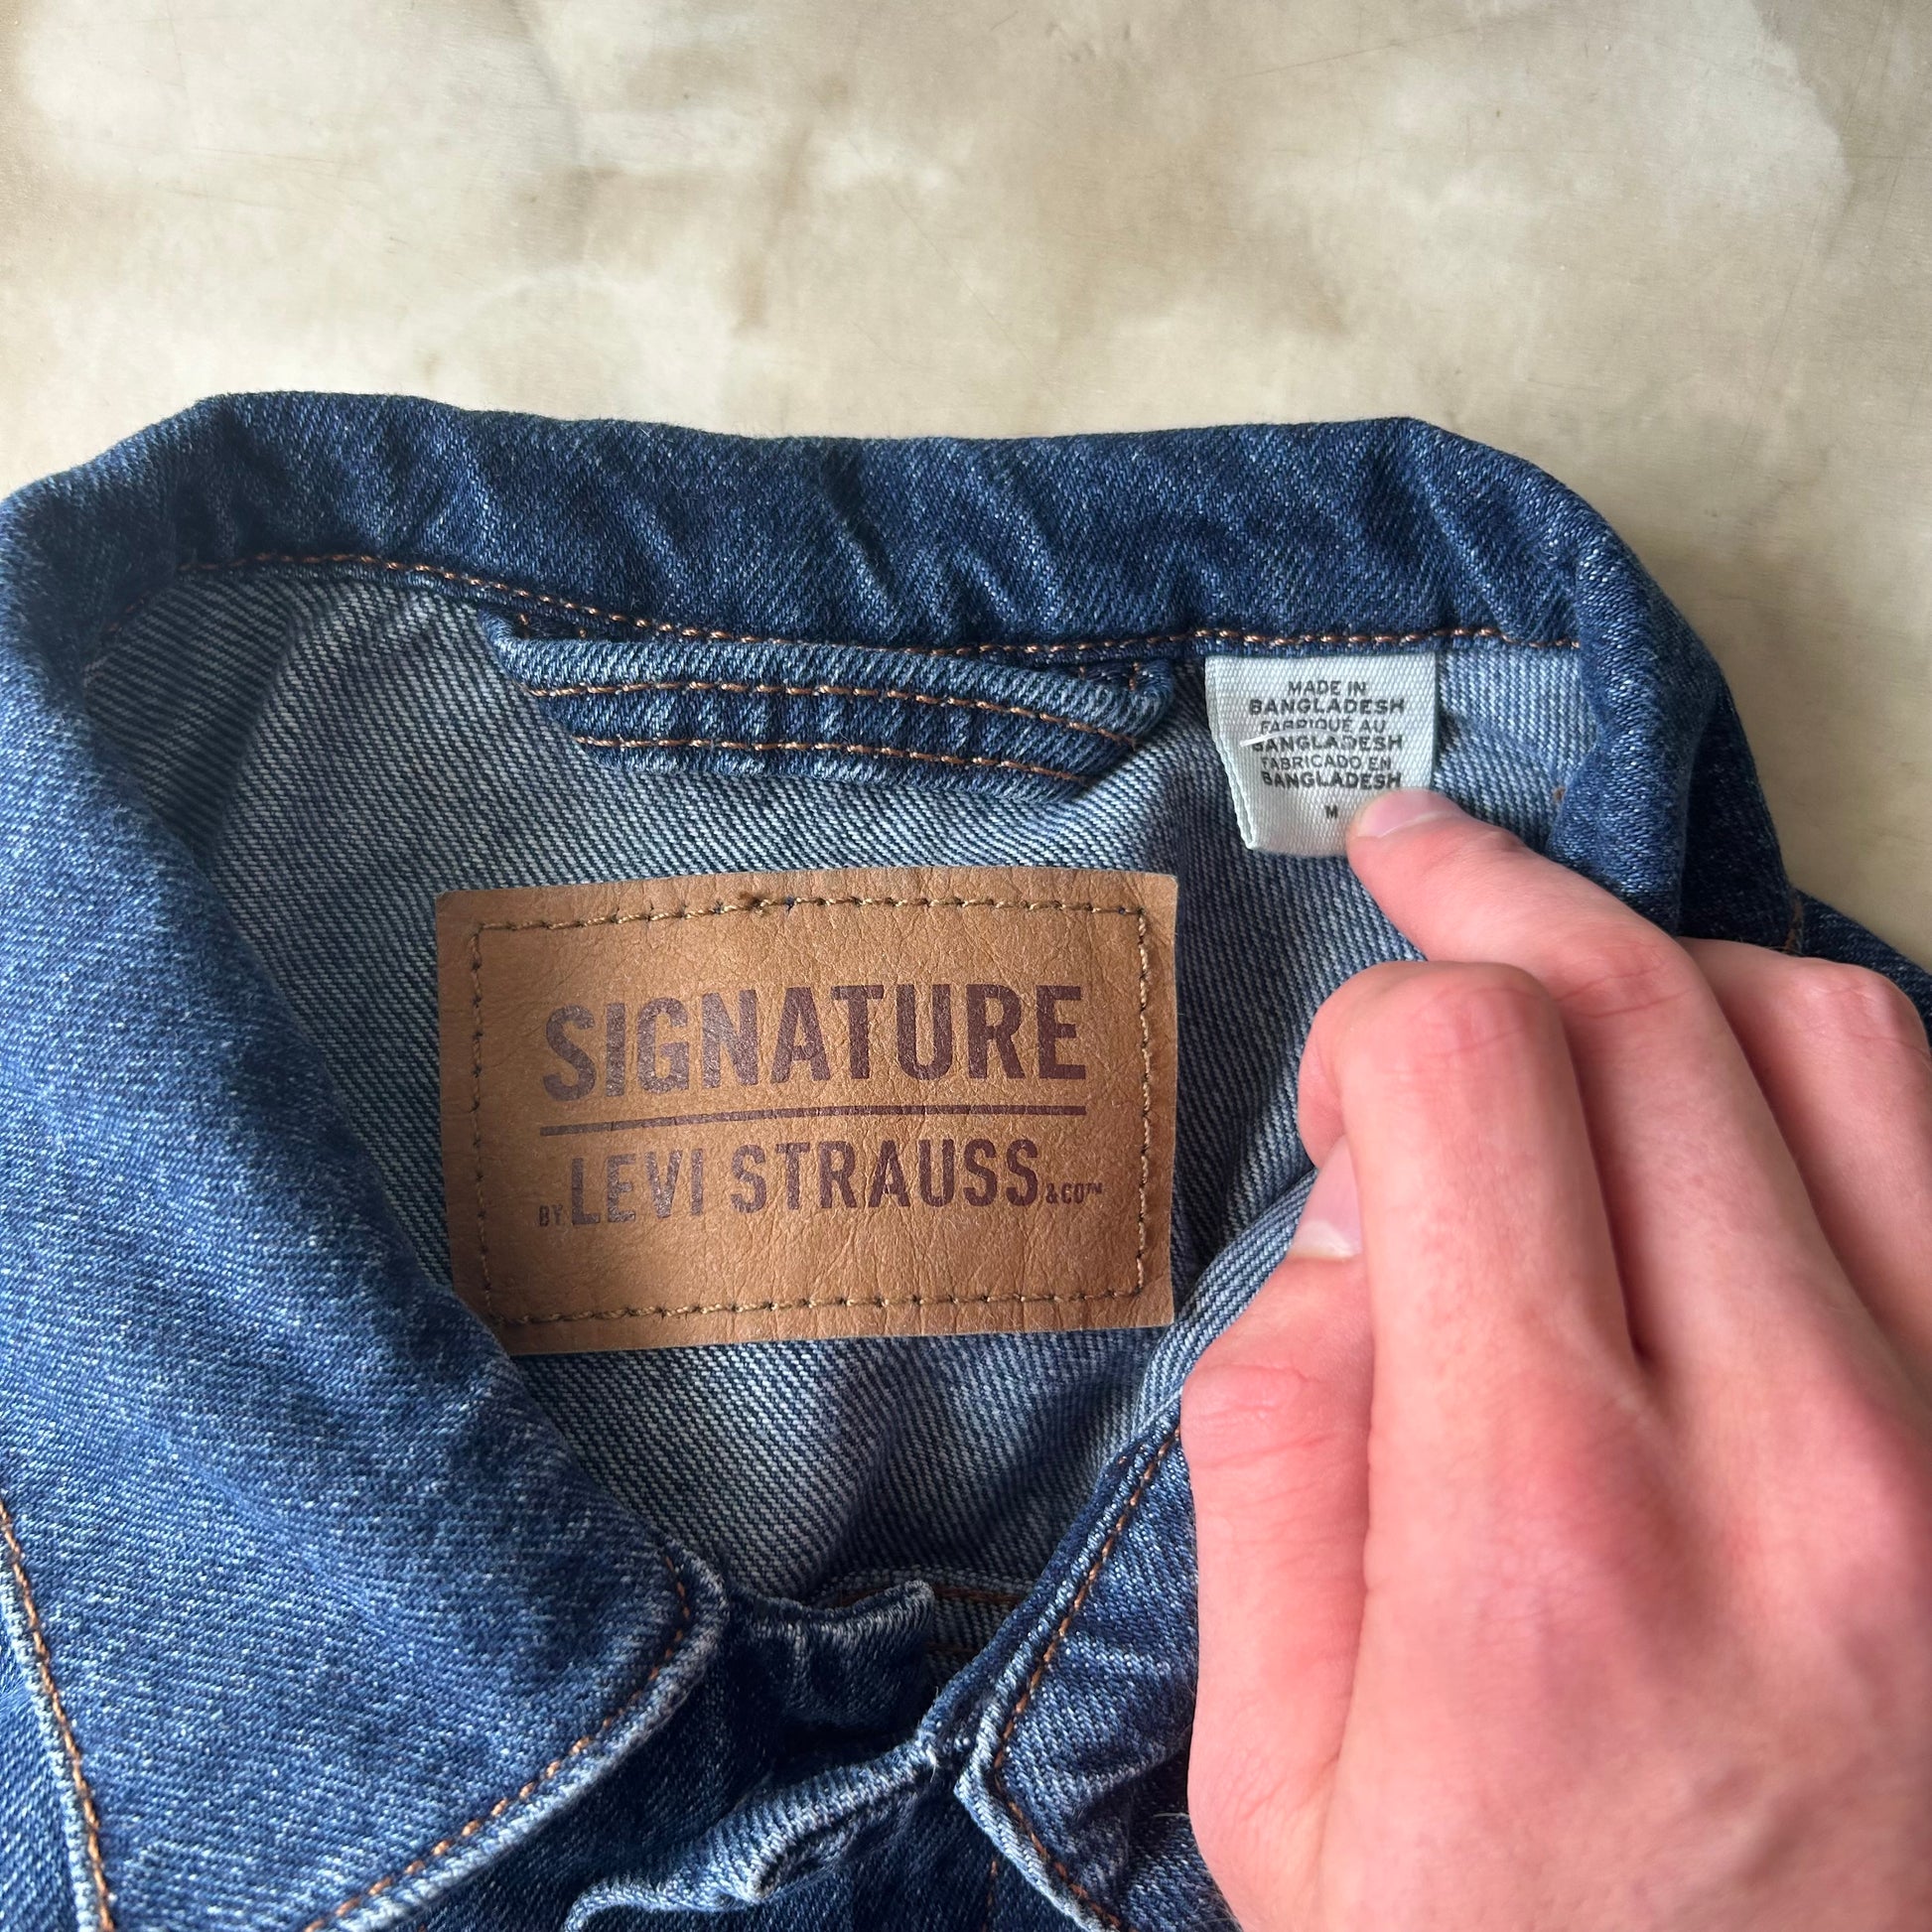 MADE IN
BANGLADESH
FABRIQUÉ AU
BANGLADESH
FABRICADO EN
BANGLADESH
M
SIGNATURE
BY LEVI STRAUSS & CO™